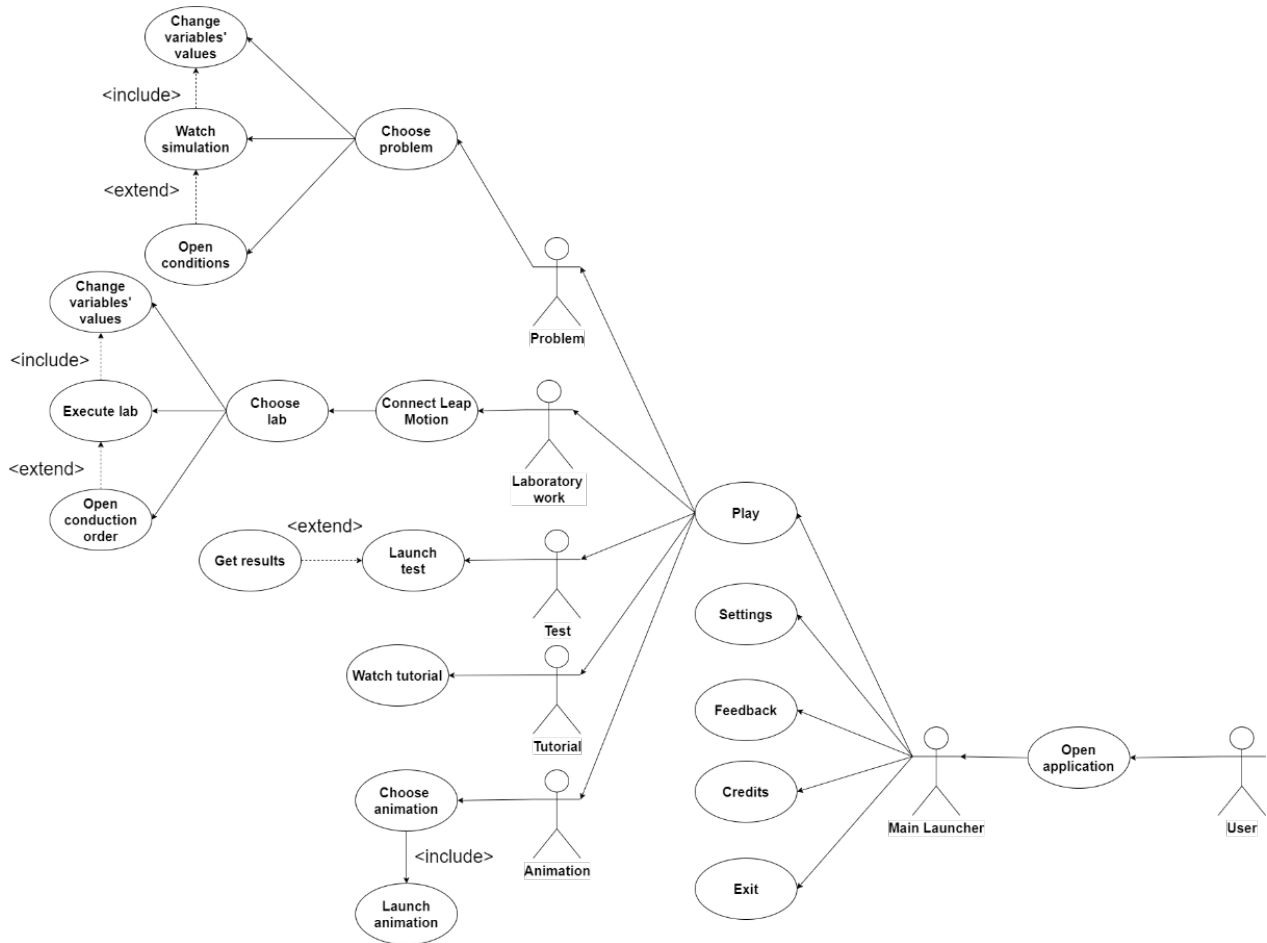 Change
variables'
values
<include>
Watch
simulation
<extend>
Open
conditions
Choose
problem
Problem
Change
variables'
values
<include>
Execute lab
<extend>
Open
conduction
order
Choose
lab
Connect Leap
Motion
Laboratory
work
Get results
<extend>
Launch
test
Test
Watch tutorial
Tutorial
Choose
animation
<include>
Launch
animation
Animation
Play
Settings
Feedback
Credits
Exit
Main Launcher
Open
application
User